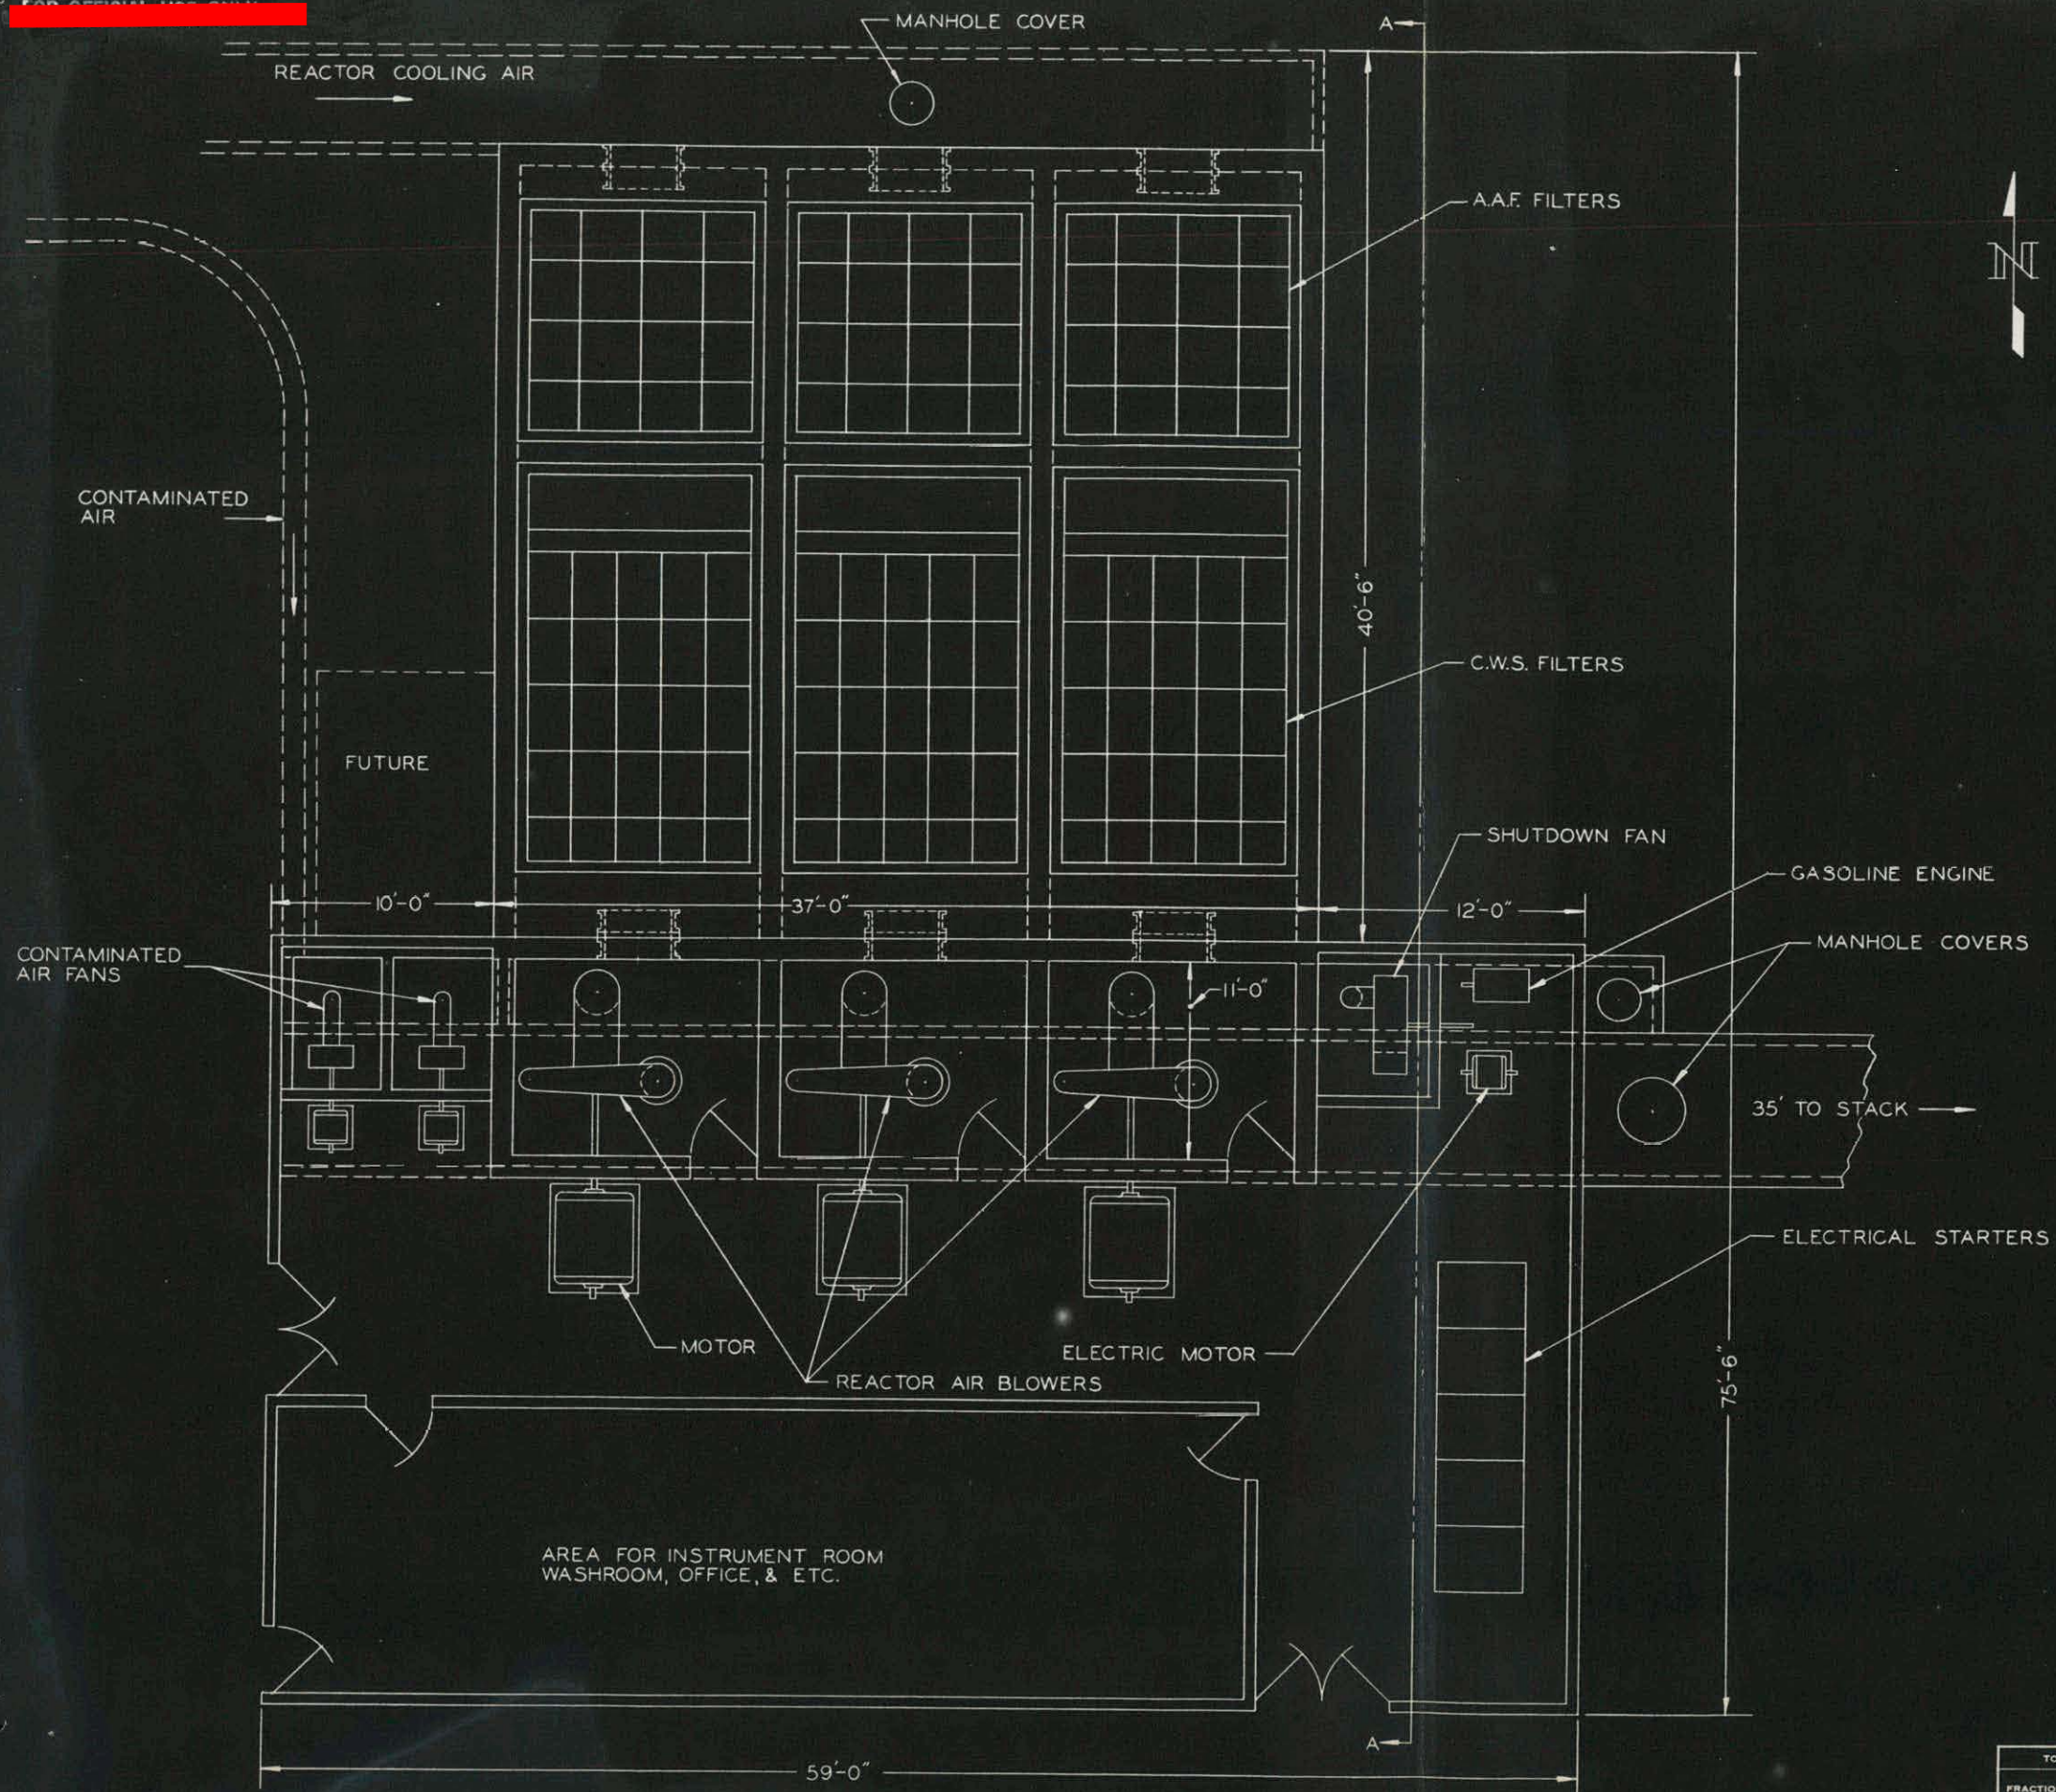 MANHOLE COVER
A
REACTOR COOLING AIR
A.A.F. FILTERS
N
CONTAMINATED
AIR
40'-6"
C.W.S. FILTERS
FUTURE
SHUTDOWN FAN
GASOLINE ENGINE
10'-0"
37'-0"
12'-0"
MANHOLE COVERS
CONTAMINATED
AIR FANS
11'-0"
35' TO STACK
ELECTRICAL STARTERS
MOTOR
ELECTRIC MOTOR
REACTOR AIR BLOWERS
75'-6"
AREA FOR INSTRUMENT ROOM
WASHROOM, OFFICE, & ETC.
A
59'-0"